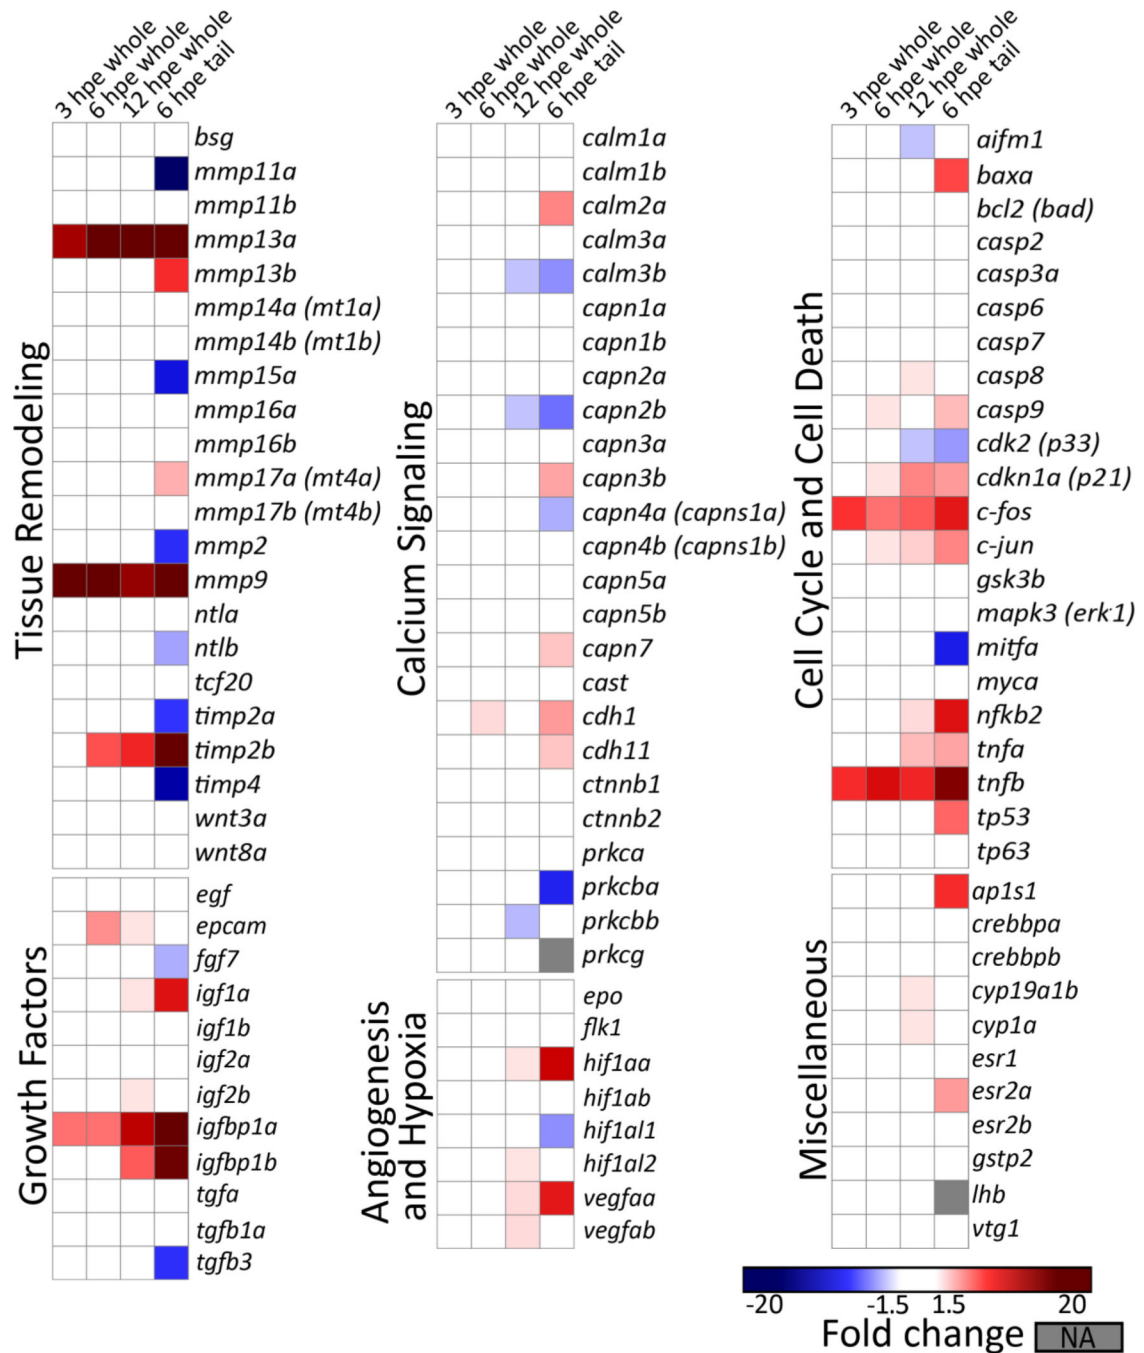 3 hpe whole
6 hpe whole
12 hpe whole
6 hpe tail
Tissue Remodeling
bsg
mmp11a
mmp11b
mmp13a
mmp13b
mmp14a (mt1a)
mmp14b (mt1b)
mmp15a
mmp16a
mmp16b
mmp17a (mt4a)
mmp17b (mt4b)
mmp2
mmp9
ntla
ntlb
tcf20
timp2a
timp2b
timp4
wnt3a
wnt8a
Growth Factors
egf
epcam
fgf7
igf1a
igf1b
igf2a
igf2b
igfbp1a
igfbp1b
tgfa
tgfb1a
tgfb3
3 hpe whole
6 hpe whole
12 hpe whole
6 hpe tail
Calcium Signaling
calm1a
calm1b
calm2a
calm3a
calm3b
capn1a
capn1b
capn2a
capn2b
capn3a
capn3b
capn4a (capns1a)
capn4b (capns1b)
capn5a
capn5b
capn7
cast
cdh1
cdh11
ctnnb1
ctnnb2
prkca
prkcba
prkcbb
prkcg
Angiogenesis
and Hypoxia
epo
flk1
hif1aa
hif1ab
hif1al1
hif1al2
vegfaa
vegfab
3 hpe whole
6 hpe whole
12 hpe whole
6 hpe tail
Cell Cycle and Cell Death
aifm1
baxa
bcl2 (bad)
casp2
casp3a
casp6
casp7
casp8
casp9
cdk2 (p33)
cdkn1a (p21)
c-fos
c-jun
gsk3b
mapk3 (erk1)
mitfa
myca
nfkb2
tnfa
tnfb
tp53
tp63
Miscellaneous
ap1s1
crebbpa
crebbpb
cyp19a1b
cyp1a
esr1
esr2a
esr2b
gstp2
lhb
vtg1
-20 -1.5 1.5 20
Fold change NA